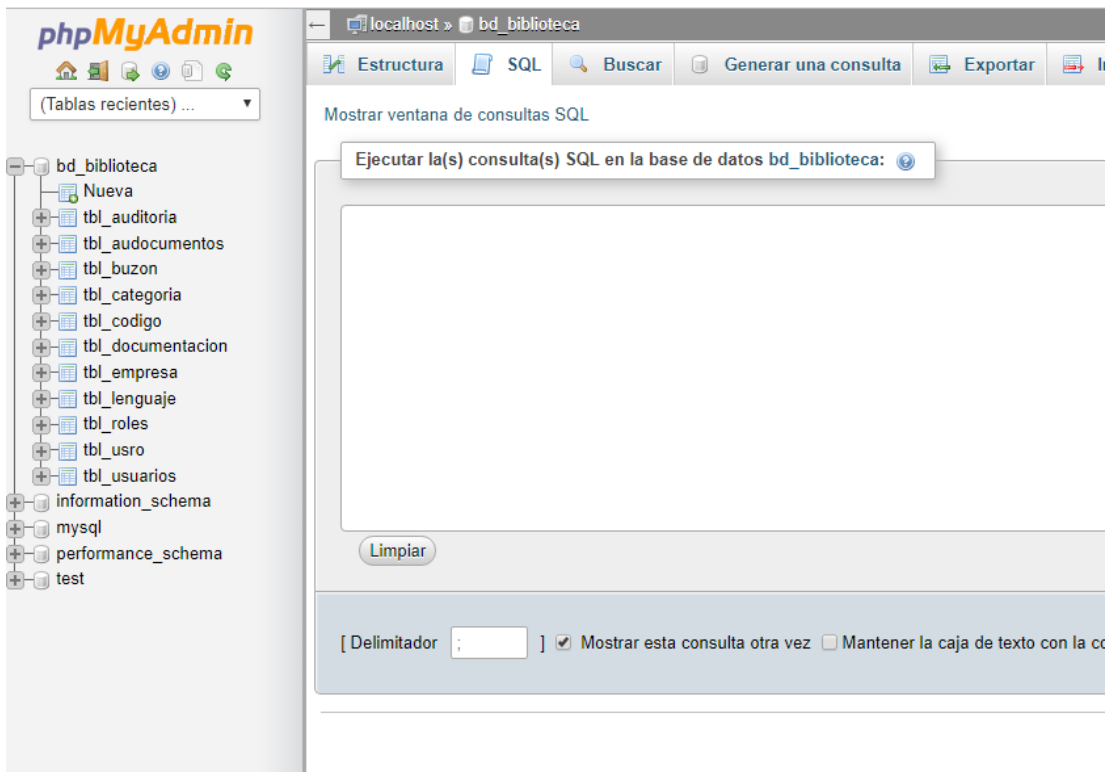 phpMyAdmin
(Tablas recientes) ...
bd_biblioteca
Nueva
tbl_auditoria
tbl_audocumentos
tbl_buzon
tbl_categoria
tbl_codigo
tbl_documentacion
tbl_empresa
tbl_lenguaje
tbl_roles
tbl_usro
tbl_usuarios
information_schema
mysql
performance_schema
test
localhost » bd_biblioteca
Estructura SQL Buscar Generar una consulta Exportar
Mostrar ventana de consultas SQL
Ejecutar la(s) consulta(s) SQL en la base de datos bd_biblioteca:
Limpiar
[ Delimitador ; ] Mostrar esta consulta otra vez Mantener la caja de texto con la